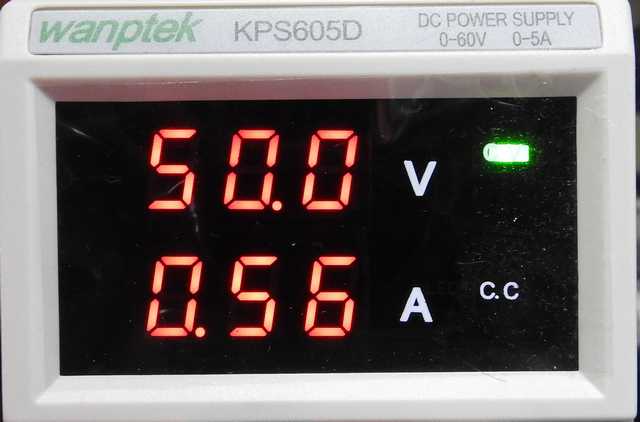 wanptek KPS605D DC POWER SUPPLY
0-60V 0-5A
50.0 V
0.56 A C.C